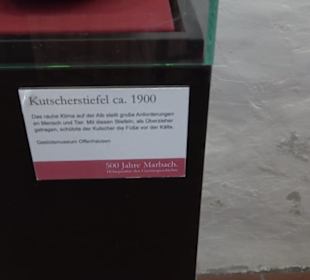 Kutscherstiefel ca. 1900
Das rauhe Klima auf der Alb stellt große Anforderungen
an Mensch und Tier. Mit diesen Stiefeln, als Überzieher
getragen, schützte der Kutscher die Füße vor der Kälte.
Gestütsmuseum Offenhausen
500 Jahre Marbach.